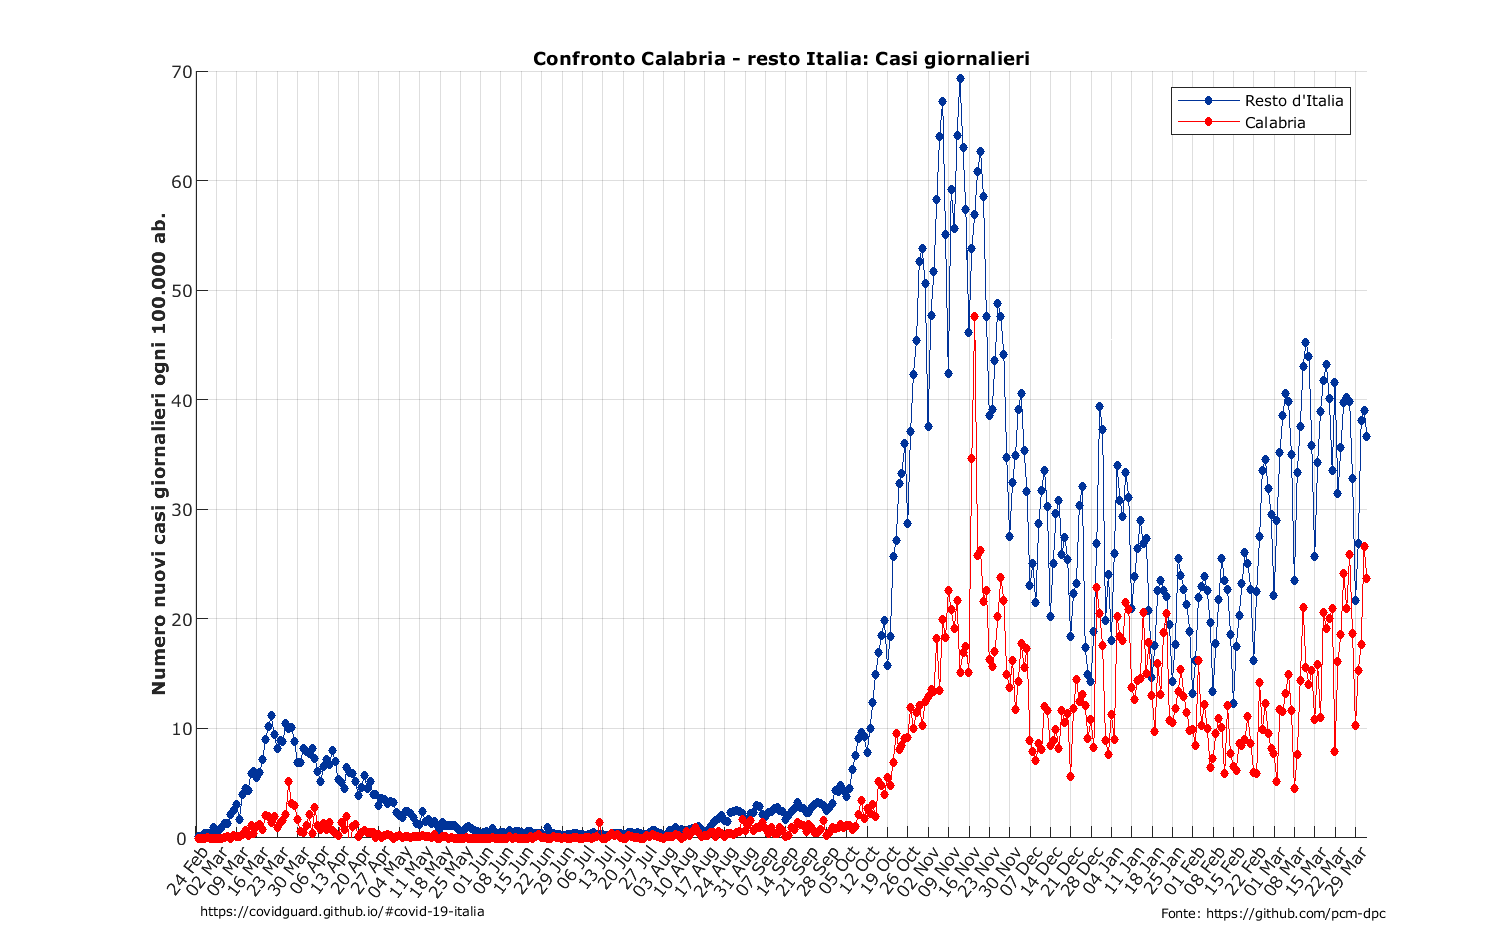 Confronto Calabria - resto Italia: Casi giornalieri
Resto d'Italia
Calabria
Numero nuovi casi giornalieri ogni 100.000 ab.
70
60
50
40
30
20
10
0
24 Feb
02 Mar
09 Mar
16 Mar
23 Mar
30 Mar
06 Apr
13 Apr
20 Apr
27 Apr
04 May
11 May
18 May
25 May
01 Jun
08 Jun
15 Jun
22 Jun
29 Jun
06 Jul
13 Jul
20 Jul
27 Jul
03 Aug
10 Aug
17 Aug
24 Aug
31 Aug
07 Sep
14 Sep
21 Sep
28 Sep
05 Oct
12 Oct
19 Oct
26 Oct
02 Nov
09 Nov
16 Nov
23 Nov
30 Nov
07 Dec
14 Dec
21 Dec
28 Dec
04 Jan
11 Jan
18 Jan
25 Jan
01 Feb
08 Feb
15 Feb
22 Feb
01 Mar
08 Mar
15 Mar
22 Mar
29 Mar
https://covidguard.github.io/#covid-19-italia
Fonte: https://github.com/pcm-dpc